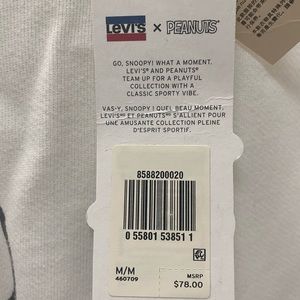 Levi's × PEANUTS
GO, SNOOPY! WHAT A MOMENT.
LEVI'S® AND PEANUTS®
TEAM UP FOR A PLAYFUL
COLLECTION WITH A
CLASSIC SPORTY VIBE.
VAS-Y, SNOOPY ! QUEL BEAU MOMENT.
LEVI'S® ET PEANUTS® S'ALLIENT POUR
UNE AMUSANTE COLLECTION PLEINE
D'ESPRIT SPORTIF.
8588200020
0 55801 53851 1
M/M
460709
MSRP
$78.00